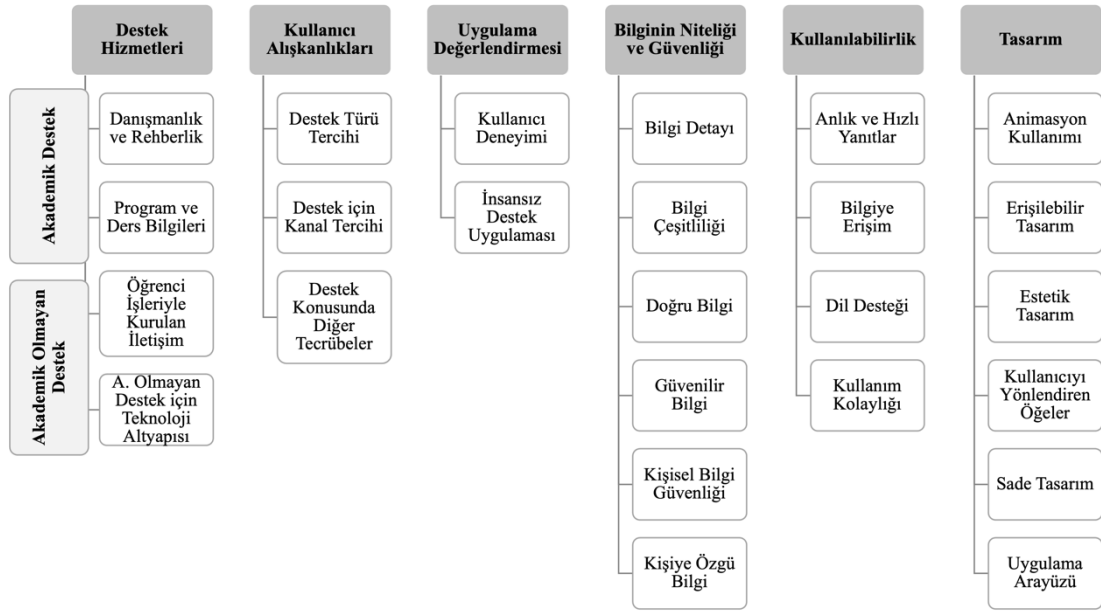 Destek
Hizmetleri
Akademik Destek
Danışmanlık
ve Rehberlik
Program ve
Ders Bilgileri
Akademik Olmayan
Destek
Öğrenci
İşleriyle
Kurulan
İletişim
A. Olmayan
Destek için
Teknoloji
Altyapısı
Kullanıcı
Alışkanlıkları
Destek Türü
Tercihi
Destek için
Kanal Tercihi
Destek
Konusunda
Diğer
Tecrübeler
Uygulama
Değerlendirmesi
Kullanıcı
Deneyimi
İnsansız
Destek
Uygulaması
Bilginin Niteliği
ve Güvenliği
Bilgi Detayı
Bilgi
Çeşitliliği
Doğru Bilgi
Güvenilir
Bilgi
Kişisel Bilgi
Güvenliği
Kişiye Özgü
Bilgi
Kullanılabilirlik
Anlık ve Hızlı
Yanıtlar
Bilgiye
Erişim
Dil Desteği
Kullanım
Kolaylığı
Tasarım
Animasyon
Kullanımı
Erişilebilir
Tasarım
Estetik
Tasarım
Kullanıcıyı
Yönlendiren
Öğeler
Sade Tasarım
Uygulama
Arayüzü